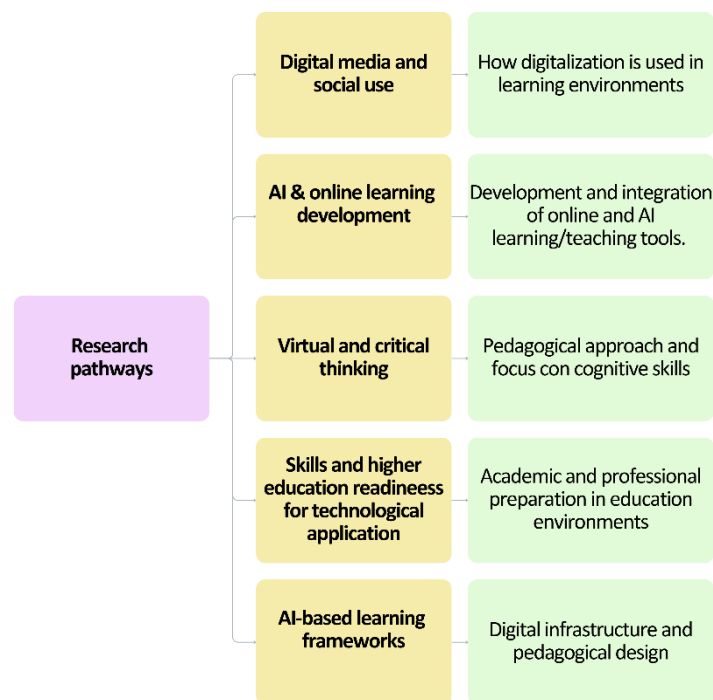 Digital media and
social use
How digitalization is used in
learning environments
AI & online learning
development
Development and integration
of online and AI
learning/teaching tools.
Research
pathways
Virtual and critical
thinking
Pedagogical approach and
focus con cognitive skills
Skills and higher
education readineess
for technological
application
Academic and professional
preparation in education
environments
AI-based learning
frameworks
Digital infrastructure and
pedagogical design